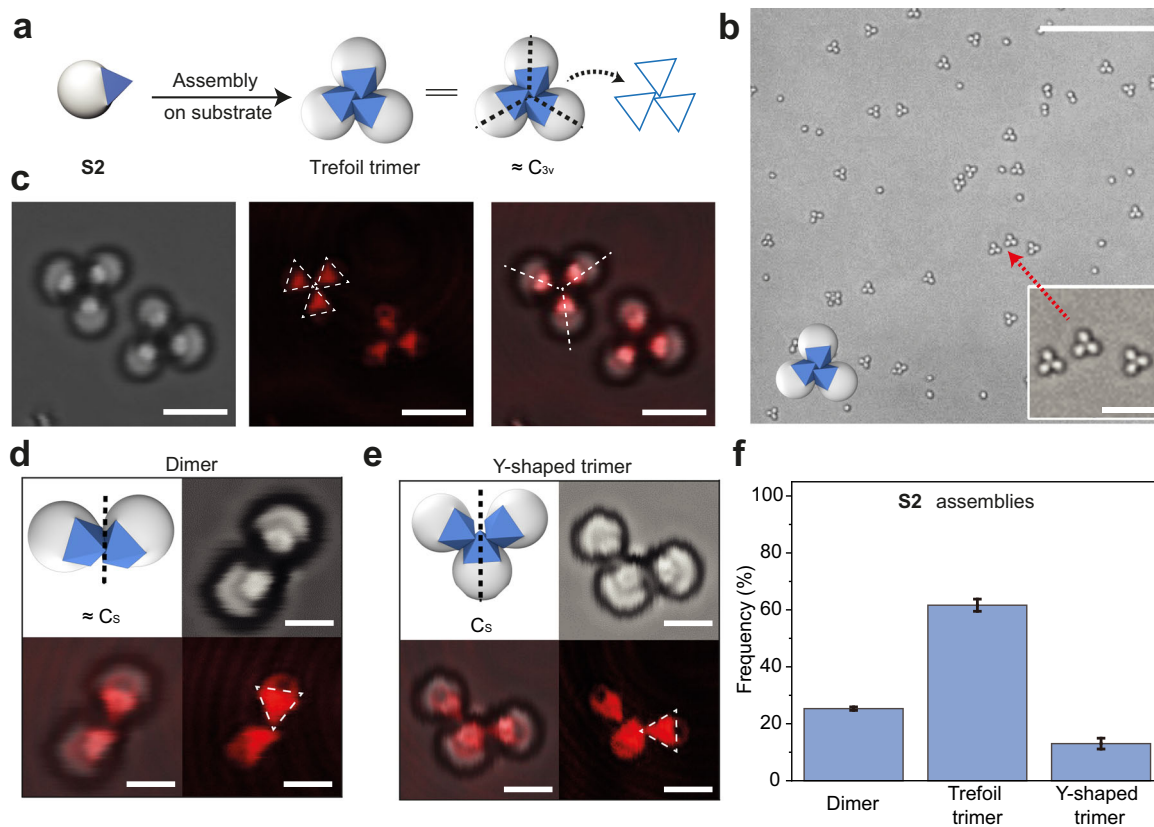 a
Assembly
on substrate
S2
Trefoil trimer
≈ C3v
b
c
d
Dimer
≈ Cs
e
Y-shaped trimer
Cs
f
S2 assemblies
Frequency (%)
100
80
60
40
20
0
Dimer
Trefoil
trimer
Y-shaped
trimer